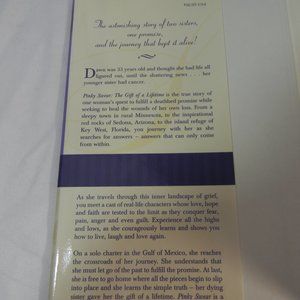 The astonishing story of two sisters,
one promise,
and the journey that kept it alive!
Dawn was 33 years old and thought she had life all
figured out, until the shattering news . . . her
younger sister had cancer.
Pinky Swear: The Gift of a Lifetime is the true story of
one woman's quest to fulfill a deathbed promise while
seeking to heal the wounds of her own loss. From a
sleepy town in rural Minnesota, to the inspirational
red rocks of Sedona, Arizona, to the island refuge of
Key West, Florida, you journey with her as she
searches for answers – answers that can only come
from within.
As she travels through this inner landscape of grief,
you meet a cast of real-life characters whose love, hope
and faith are tested to the limit as they conquer fear,
pain, anger and even guilt. Experience all the highs
and lows, as she courageously learns and shows you
how to live, laugh and love again.
On a solo charter in the Gulf of Mexico, she reaches
the crossroads of her journey. She understands that
she must let go of the past to fulfill the promise. At last,
she is free to go home where all the pieces begin to slip
into place and she learns the simple truth – her dying
sister gave her the gift of a lifetime. Pinky Swear is a